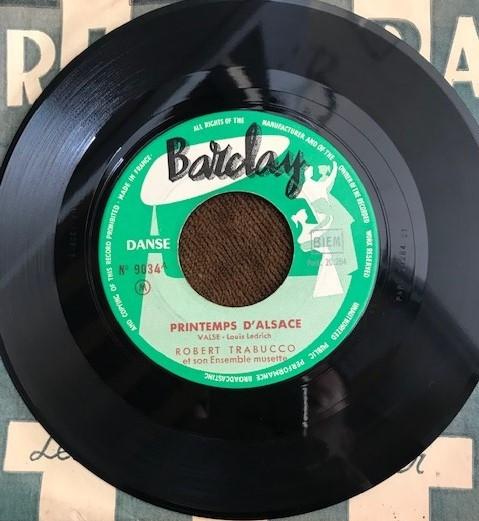 Barclay
DANSE
BIEM
Nº 9034
M
PRINTEMPS D'ALSACE
VALSE - Louis Ledrich
ROBERT TRABUCCO
et son Ensemble musette
MADE IN FRANCE · ALL RIGHTS OF THE MANUFACTURER AND OF THE OWNER OF THE RECORDED WORK RESERVED
UNAUTHORIZED PUBLIC PERFORMANCE BROADCASTING AND COPYING OF THIS RECORD PROHIBITED